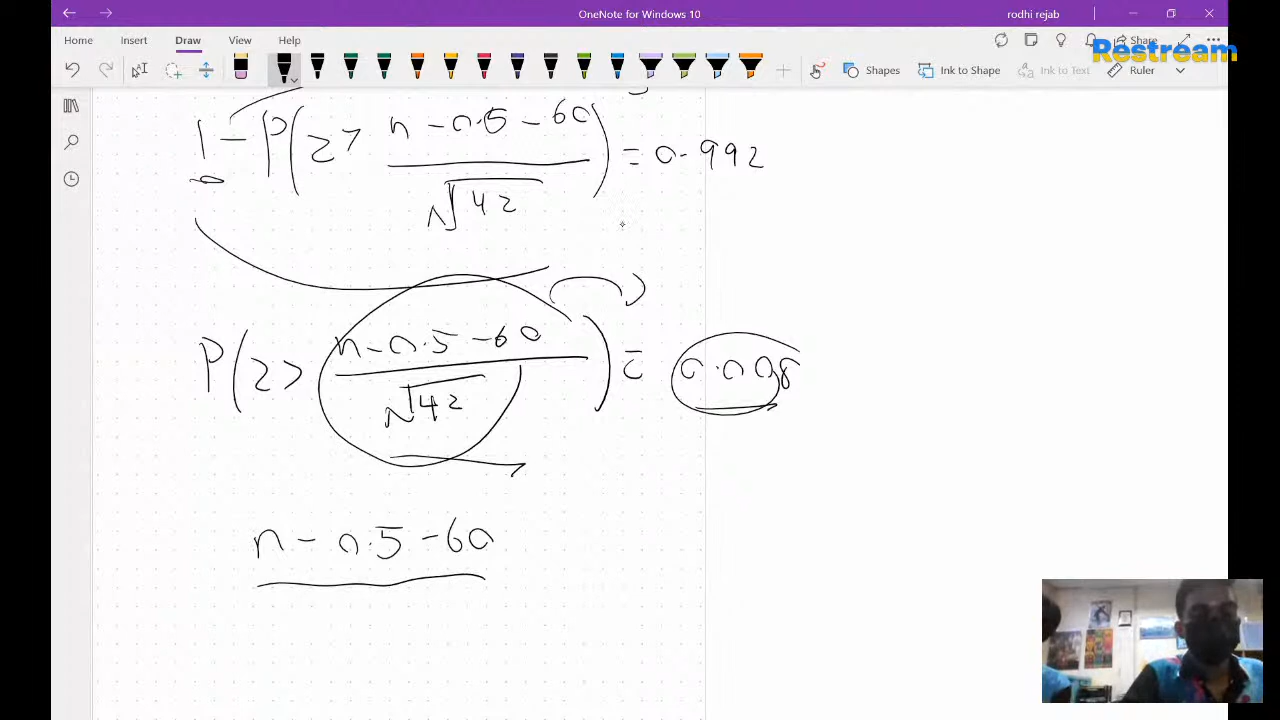 OneNote for Windows 10
rodhi rejab
Home Insert Draw View Help
Share
Restream
Shapes Ink to Shape Ink to Text Ruler
1 - P(Z > (n - 0.5 - 60) / √42) = 0.992
P(Z > (n - 0.5 - 60) / √42) = 0.008
n - 0.5 - 60